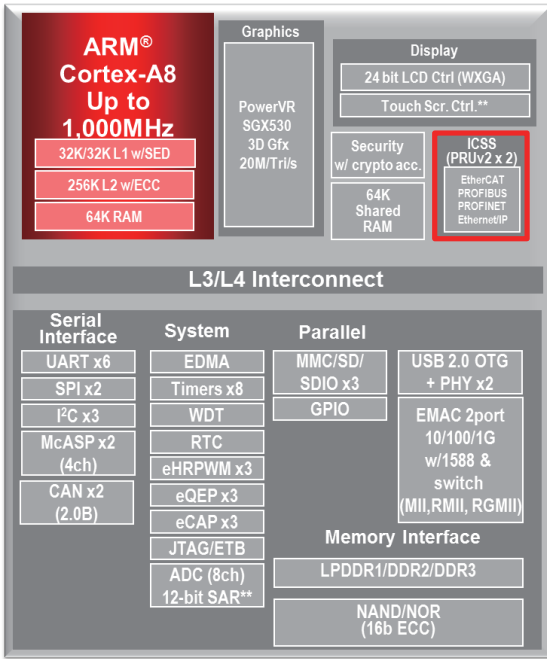 ARM®
Cortex-A8
Up to
1,000MHz
32K/32K L1 w/SED
256K L2 w/ECC
64K RAM
Graphics
PowerVR
SGX530
3D Gfx
20M/Tri/s
Display
24 bit LCD Ctrl (WXGA)
Touch Scr. Ctrl.**
Security
w/ crypto acc.
64K
Shared
RAM
ICSS
(PRUv2 x 2)
EtherCAT
PROFIBUS
PROFINET
Ethernet/IP
L3/L4 Interconnect
Serial
Interface
UART x6
SPI x2
I²C x3
McASP x2
(4ch)
CAN x2
(2.0B)
System
EDMA
Timers x8
WDT
RTC
eHRPWM x3
eQEP x3
eCAP x3
JTAG/ETB
ADC (8ch)
12-bit SAR**
Parallel
MMC/SD/
SDIO x3
GPIO
USB 2.0 OTG
+ PHY x2
EMAC 2port
10/100/1G
w/1588 &
switch
(MII,RMII, RGMII)
Memory Interface
LPDDR1/DDR2/DDR3
NAND/NOR
(16b ECC)